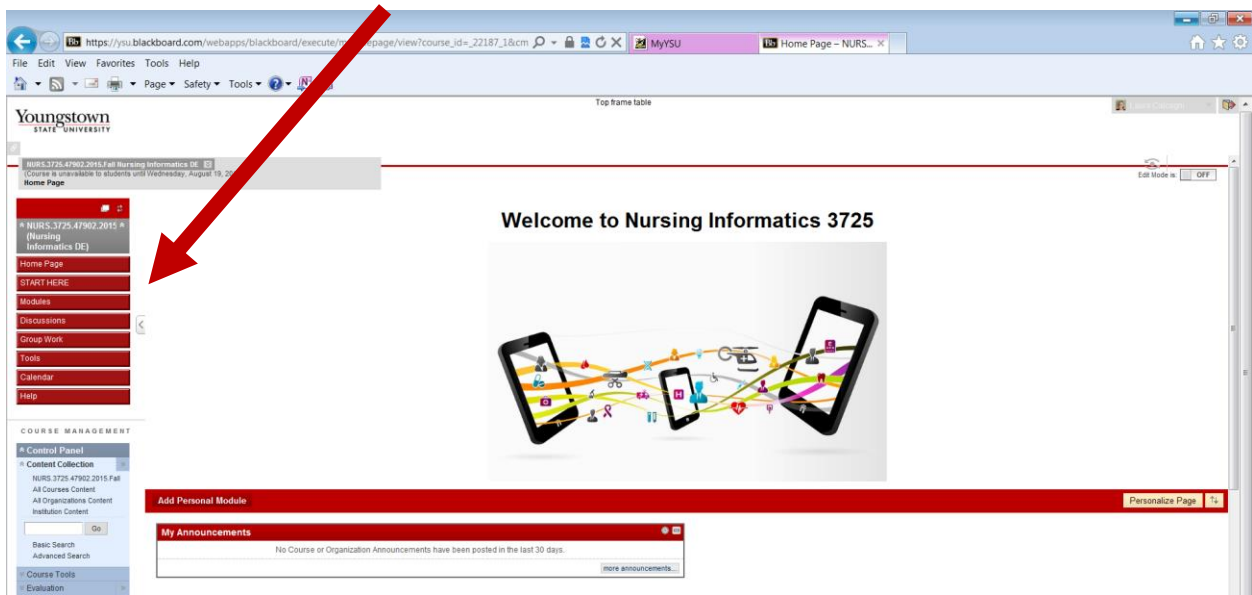 https://ysu.blackboard.com/webapps/blackboard/execute/m epage/view?course_id=_22187_1&cm
MyYSU
Home Page – NURS...
File Edit View Favorites Tools Help
Page Safety Tools
Top frame table
Youngstown
STATE UNIVERSITY
NURS.3725.47902.2015.Fall Nursing Informatics DE
(Course is unavailable to students until Wednesday, August 19, 20
Home Page
Edit Mode is: OFF
NURS.3725.47902.2015
(Nursing
Informatics DE)
Home Page
START HERE
Modules
Discussions
Group Work
Tools
Calendar
Help
Welcome to Nursing Informatics 3725
H
COURSE MANAGEMENT
Control Panel
Content Collection
NURS.3725.47902.2015.Fall
All Courses Content
All Organizations Content
Institution Content
Go
Basic Search
Advanced Search
Course Tools
Evaluation
Add Personal Module
Personalize Page
My Announcements
No Course or Organization Announcements have been posted in the last 30 days.
more announcements...